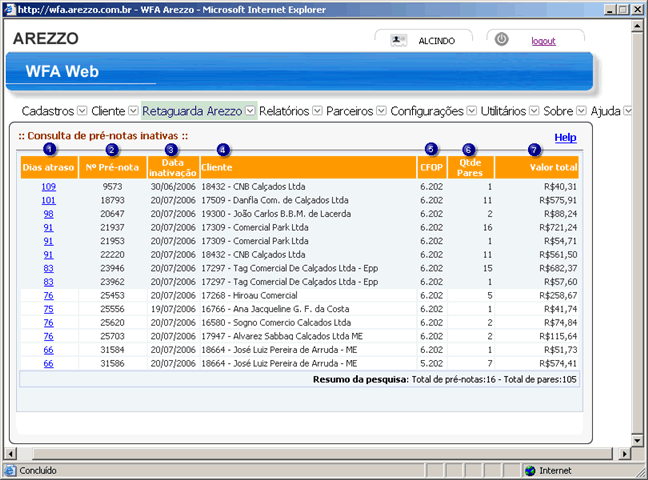 http://wfa.arezzo.com.br - WFA Arezzo - Microsoft Internet Explorer
AREZZO
ALCINDO
logout
WFA Web
Cadastros Cliente Retaguarda Arezzo Relatórios Parceiros Configurações Utilitários Sobre Ajuda
:: Consulta de pré-notas inativas ::
Help
1 2 3 4 5 6 7
Dias atraso Nº Pré-nota Data inativação Cliente CFOP Qtde Pares Valor total
109 9573 30/06/2006 18432 - CNB Calçados Ltda 6.202 1 R$40,31
101 18793 20/07/2006 17509 - Danfla Com. de Calçados Ltda 6.202 11 R$575,91
98 20647 20/07/2006 19300 - João Carlos B.B.M. de Lacerda 6.202 2 R$88,24
91 21937 20/07/2006 17309 - Comercial Park Ltda 6.202 16 R$721,24
91 21953 20/07/2006 17309 - Comercial Park Ltda 6.202 1 R$54,71
91 22220 20/07/2006 18432 - CNB Calçados Ltda 6.202 11 R$561,50
83 23946 20/07/2006 17297 - Tag Comercial De Calçados Ltda - Epp 6.202 15 R$682,37
83 23962 20/07/2006 17297 - Tag Comercial De Calçados Ltda - Epp 6.202 1 R$57,60
76 25453 20/07/2006 17268 - Hiroau Comercial 6.202 5 R$258,67
75 25556 19/07/2006 16766 - Ana Jacqueline G. F. da Costa 6.202 1 R$41,74
76 25620 20/07/2006 16580 - Sogno Comercio Calcados Ltda 6.202 2 R$74,84
76 25703 20/07/2006 17947 - Alvarez Sabbag Calçados Ltda ME 6.202 2 R$115,64
66 31584 20/07/2006 18664 - José Luiz Pereira de Arruda - ME 6.202 1 R$51,73
66 31586 20/07/2006 18664 - José Luiz Pereira de Arruda - ME 5.202 7 R$574,41
Resumo da pesquisa: Total de pré-notas:16 - Total de pares:105
Concluído
Internet